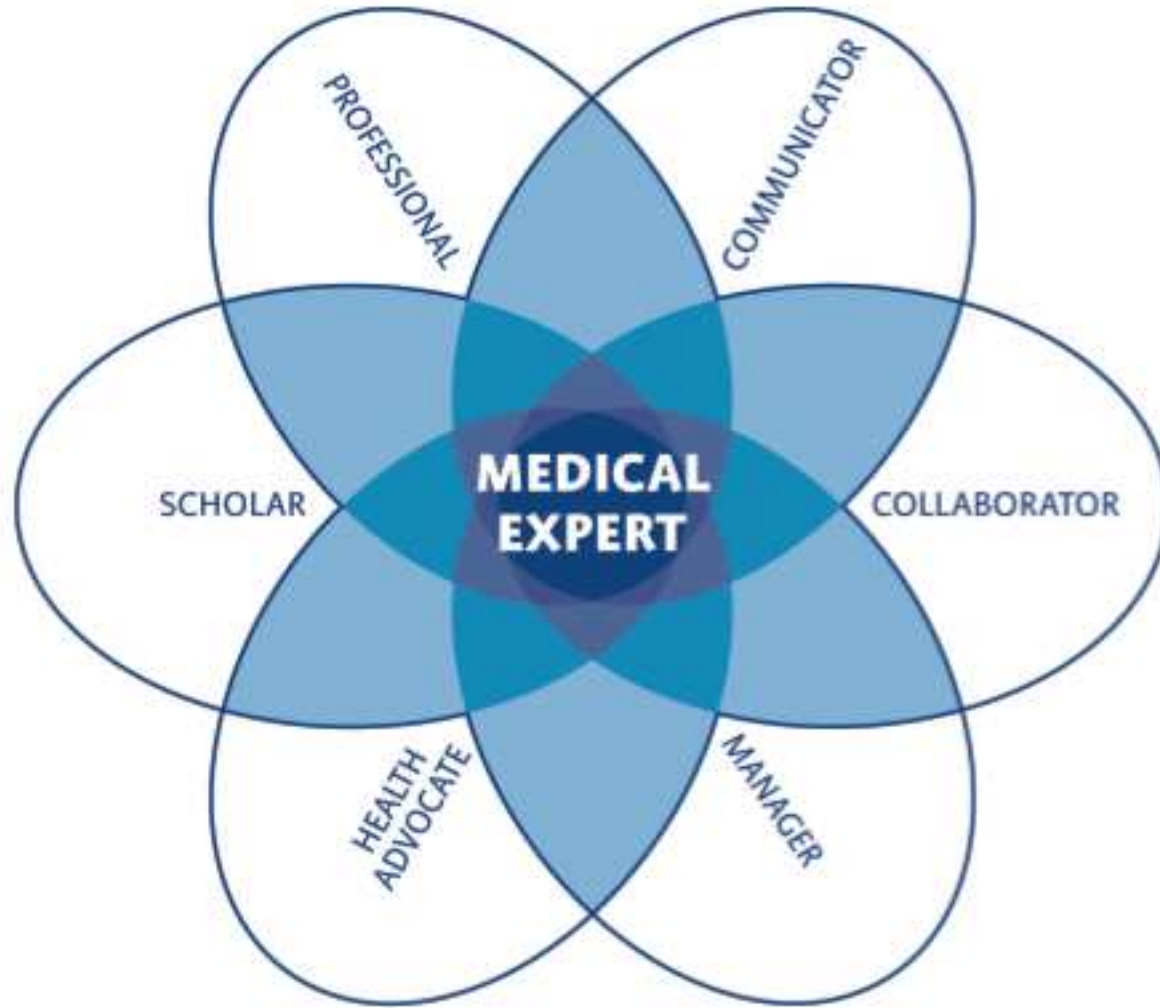 PROFESSIONAL
COMMUNICATOR
SCHOLAR
MEDICAL
EXPERT
COLLABORATOR
HEALTH
ADVOCATE
MANAGER